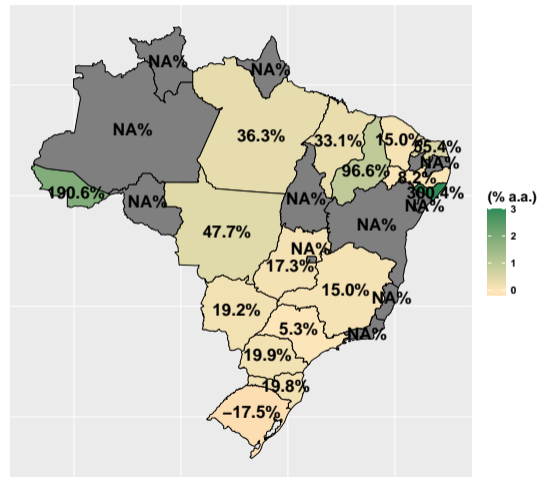 NA%
NA%
NA%
36.3%
33.1%
15.0%
65.4%
NA%
96.6%
8.2%
190.6%
NA%
NA%
300.4%
NA%
NA%
(% a.a.)
3
2
1
0
47.7%
NA%
17.3%
15.0%
NA%
19.2%
5.3%
NA%
19.9%
19.8%
−17.5%